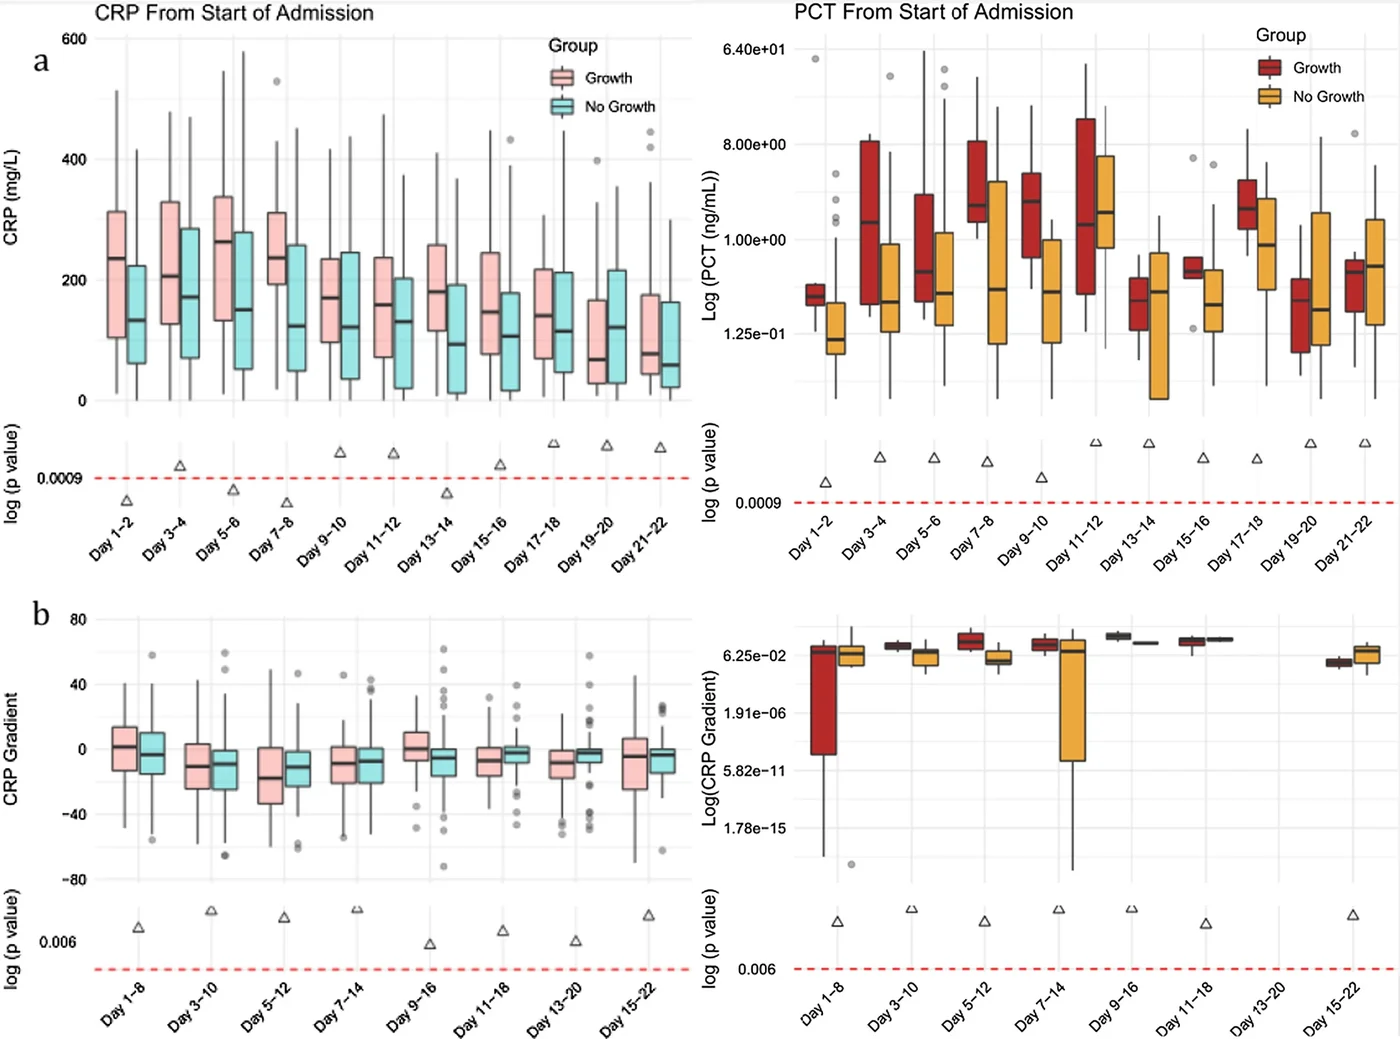 CRP From Start of Admission
a
CRP (mg/L)
600
400
200
0
Group
Growth
No Growth
log (p value)
0.0009
Day 1–2
Day 3–4
Day 5–6
Day 7–8
Day 9–10
Day 11–12
Day 13–14
Day 15–16
Day 17–18
Day 19–20
Day 21–22
PCT From Start of Admission
Log (PCT (ng/mL))
6.40e+01
8.00e+00
1.00e+00
1.25e−01
Group
Growth
No Growth
log (p value)
0.0009
Day 1–2
Day 3–4
Day 5–6
Day 7–8
Day 9–10
Day 11–12
Day 13–14
Day 15–16
Day 17–18
Day 19–20
Day 21–22
b
CRP Gradient
80
40
0
−40
−80
log (p value)
0.006
Day 1–8
Day 3–10
Day 5–12
Day 7–14
Day 9–16
Day 11–18
Day 13–20
Day 15–22
Log(CRP Gradient)
6.25e−02
1.91e−06
5.82e−11
1.78e−15
log (p value)
0.006
Day 1–8
Day 3–10
Day 5–12
Day 7–14
Day 9–16
Day 11–18
Day 13–20
Day 15–22